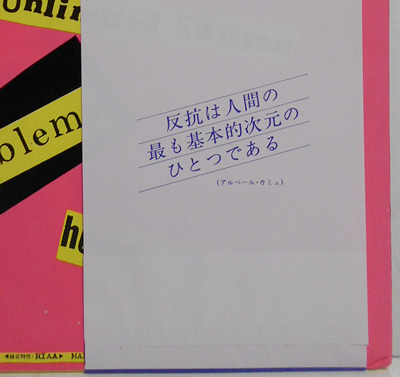 反抗は人間の
最も基本的次元の
ひとつである
(アルベール・カミュ)
blem
RIAA